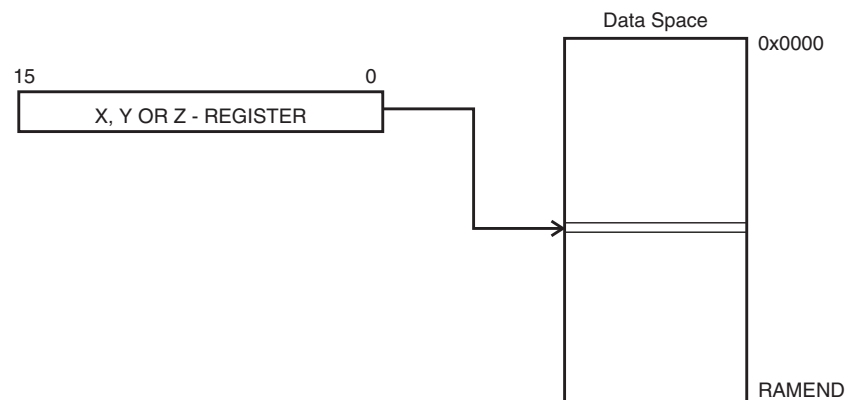 Data Space
0x0000
15 0
X, Y OR Z - REGISTER
RAMEND